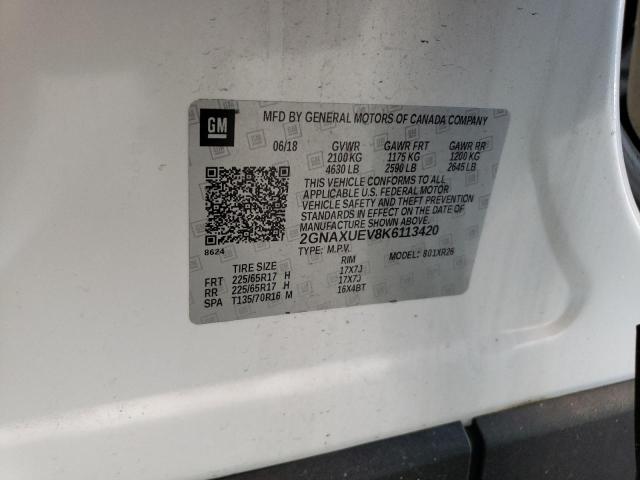 GM
MFD BY GENERAL MOTORS OF CANADA COMPANY
06/18 GVWR GAWR FRT GAWR RR
2100 KG 1175 KG 1200 KG
4630 LB 2590 LB 2645 LB
THIS VEHICLE CONFORMS TO ALL
APPLICABLE U.S. FEDERAL MOTOR
VEHICLE SAFETY AND THEFT PREVENTION
STANDARDS IN EFFECT ON THE DATE OF
MANUFACTURE SHOWN ABOVE.
2GNAXUEV8K6113420
8624
TYPE: M.P.V. MODEL: 801XR26
TIRE SIZE RIM
FRT 225/65R17 H 17X7J
RR 225/65R17 H 17X7J
SPA T135/70R16 M 16X4BT